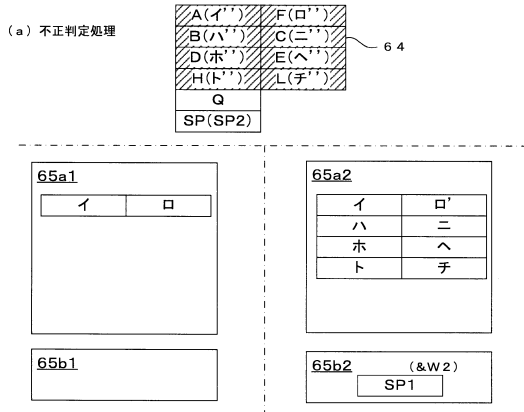 (a) 不正判定処理
A(イ'') F(ロ'')
B(ハ'') C(ニ'')
D(ホ'') E(ヘ'')
H(ト'') L(チ'')
Q
SP(SP2)
64
65a1
イ ロ
65a2
イ ロ'
ハ ニ
ホ ヘ
ト チ
65b1
65b2 (&W2)
SP1